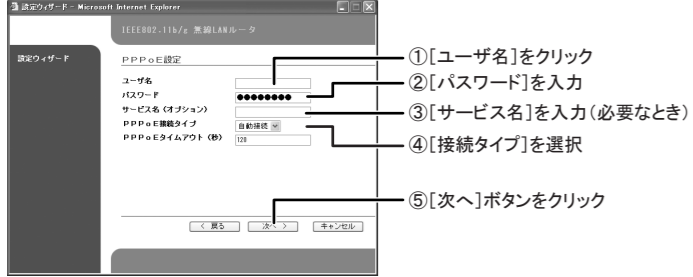 設定ウィザード - Microsoft Internet Explorer
IEEE802.11b/g 無線LANルータ
設定ウィザード
PPPoE設定
ユーザ名
パスワード ●●●●●●●●
サービス名 (オプション)
PPPoE接続タイプ 自動接続
PPPoEタイムアウト (秒) 120
< 戻る 次へ > キャンセル
①[ユーザ名]をクリック
②[パスワード]を入力
③[サービス名]を入力(必要なとき)
④[接続タイプ]を選択
⑤[次へ]ボタンをクリック